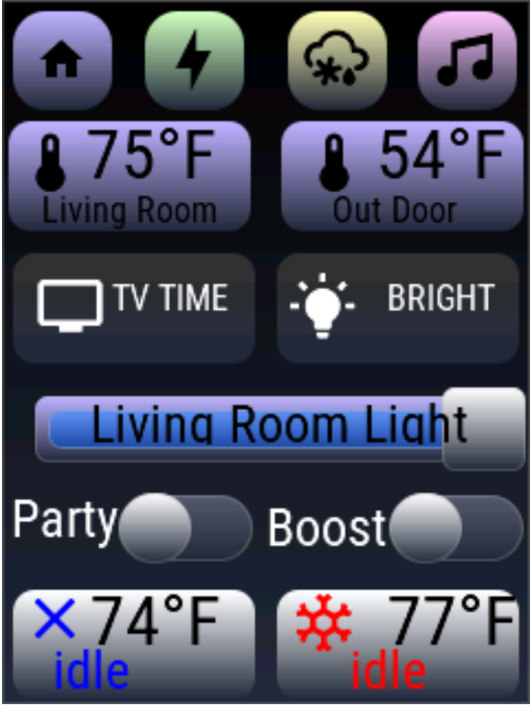 75°F
Living Room
54°F
Out Door
TV TIME
BRIGHT
Living Room Light
Party
Boost
74°F
idle
77°F
idle